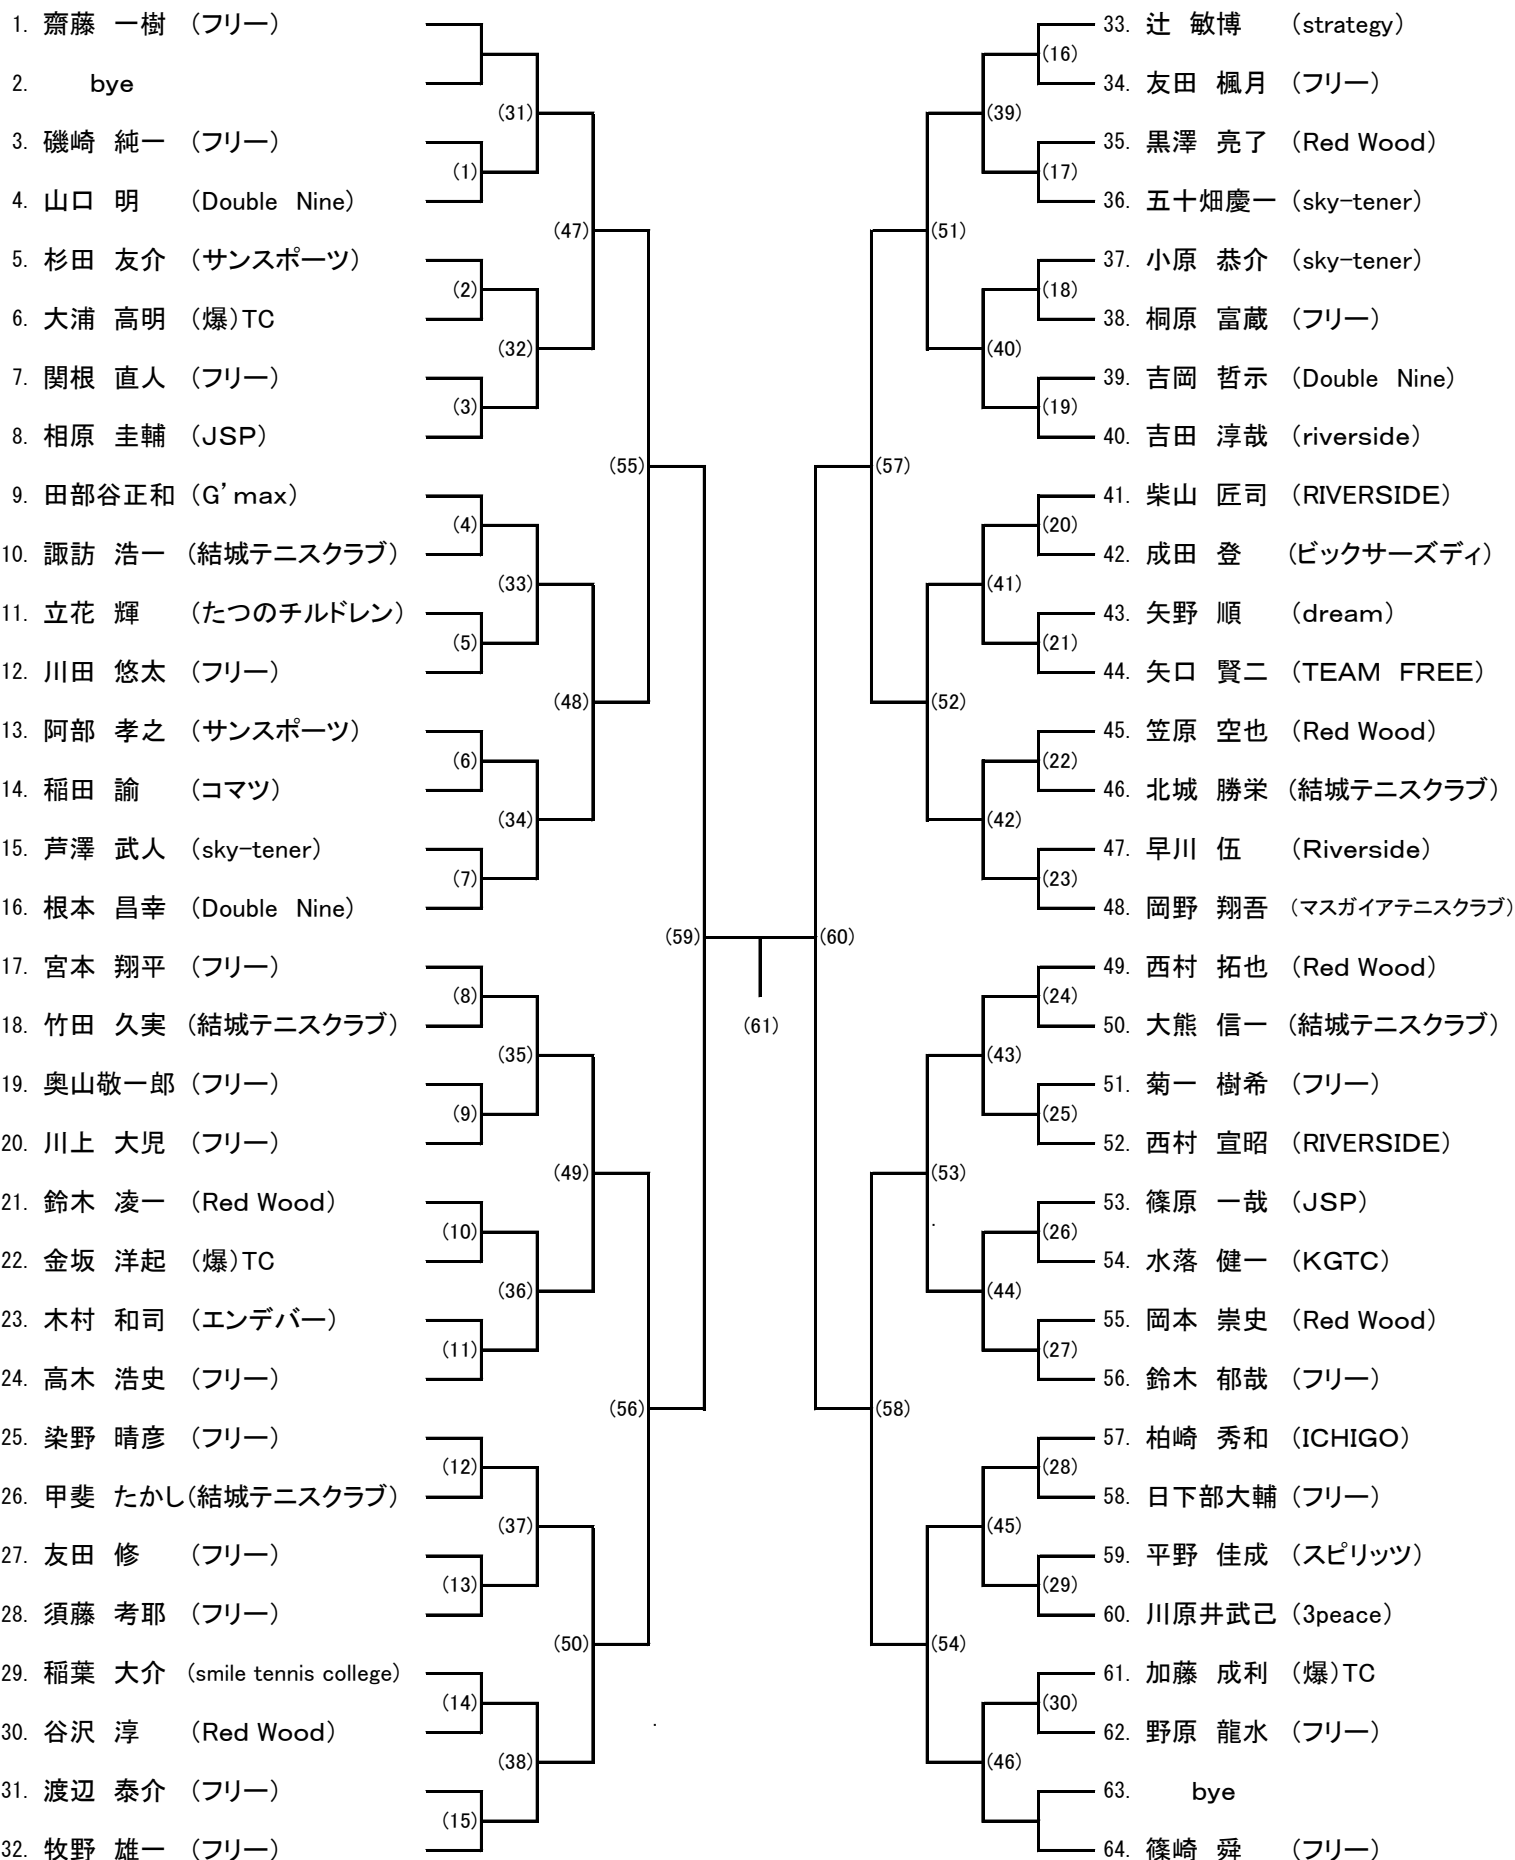 1. 齋藤 一樹 (フリー)
2. bye
3. 磯崎 純一 (フリー)
4. 山口 明 (Double Nine)
5. 杉田 友介 (サンスポーツ)
6. 大浦 高明 (爆)TC
7. 関根 直人 (フリー)
8. 相原 圭輔 (JSP)
9. 田部谷正和 (G'max)
10. 諏訪 浩一 (結城テニスクラブ)
11. 立花 輝 (たつのチルドレン)
12. 川田 悠太 (フリー)
13. 阿部 孝之 (サンスポーツ)
14. 稲田 諭 (コマツ)
15. 芦澤 武人 (sky-tener)
16. 根本 昌幸 (Double Nine)
17. 宮本 翔平 (フリー)
18. 竹田 久実 (結城テニスクラブ)
19. 奥山敬一郎 (フリー)
20. 川上 大児 (フリー)
21. 鈴木 凌一 (Red Wood)
22. 金坂 洋起 (爆)TC
23. 木村 和司 (エンデバー)
24. 高木 浩史 (フリー)
25. 染野 晴彦 (フリー)
26. 甲斐 たかし(結城テニスクラブ)
27. 友田 修 (フリー)
28. 須藤 考耶 (フリー)
29. 稲葉 大介 (smile tennis college)
30. 谷沢 淳 (Red Wood)
31. 渡辺 泰介 (フリー)
32. 牧野 雄一 (フリー)
(1)
(2)
(3)
(4)
(5)
(6)
(7)
(8)
(9)
(10)
(11)
(12)
(13)
(14)
(15)
(31)
(32)
(33)
(34)
(35)
(36)
(37)
(38)
(47)
(48)
(49)
(50)
(55)
(56)
(59)
(61)
(60)
(57)
(58)
(51)
(52)
(53)
(54)
(39)
(40)
(41)
(42)
(43)
(44)
(45)
(46)
(16)
(17)
(18)
(19)
(20)
(21)
(22)
(23)
(24)
(25)
(26)
(27)
(28)
(29)
(30)
33. 辻 敏博 (strategy)
34. 友田 楓月 (フリー)
35. 黒澤 亮了 (Red Wood)
36. 五十畑慶一 (sky-tener)
37. 小原 恭介 (sky-tener)
38. 桐原 富蔵 (フリー)
39. 吉岡 哲示 (Double Nine)
40. 吉田 淳哉 (riverside)
41. 柴山 匠司 (RIVERSIDE)
42. 成田 登 (ビックサーズディ)
43. 矢野 順 (dream)
44. 矢口 賢二 (TEAM FREE)
45. 笠原 空也 (Red Wood)
46. 北城 勝栄 (結城テニスクラブ)
47. 早川 伍 (Riverside)
48. 岡野 翔吾 (マスガイアテニスクラブ)
49. 西村 拓也 (Red Wood)
50. 大熊 信一 (結城テニスクラブ)
51. 菊一 樹希 (フリー)
52. 西村 宣昭 (RIVERSIDE)
53. 篠原 一哉 (JSP)
54. 水落 健一 (KGTC)
55. 岡本 崇史 (Red Wood)
56. 鈴木 郁哉 (フリー)
57. 柏崎 秀和 (ICHIGO)
58. 日下部大輔 (フリー)
59. 平野 佳成 (スピリッツ)
60. 川原井武己 (3peace)
61. 加藤 成利 (爆)TC
62. 野原 龍水 (フリー)
63. bye
64. 篠崎 舜 (フリー)